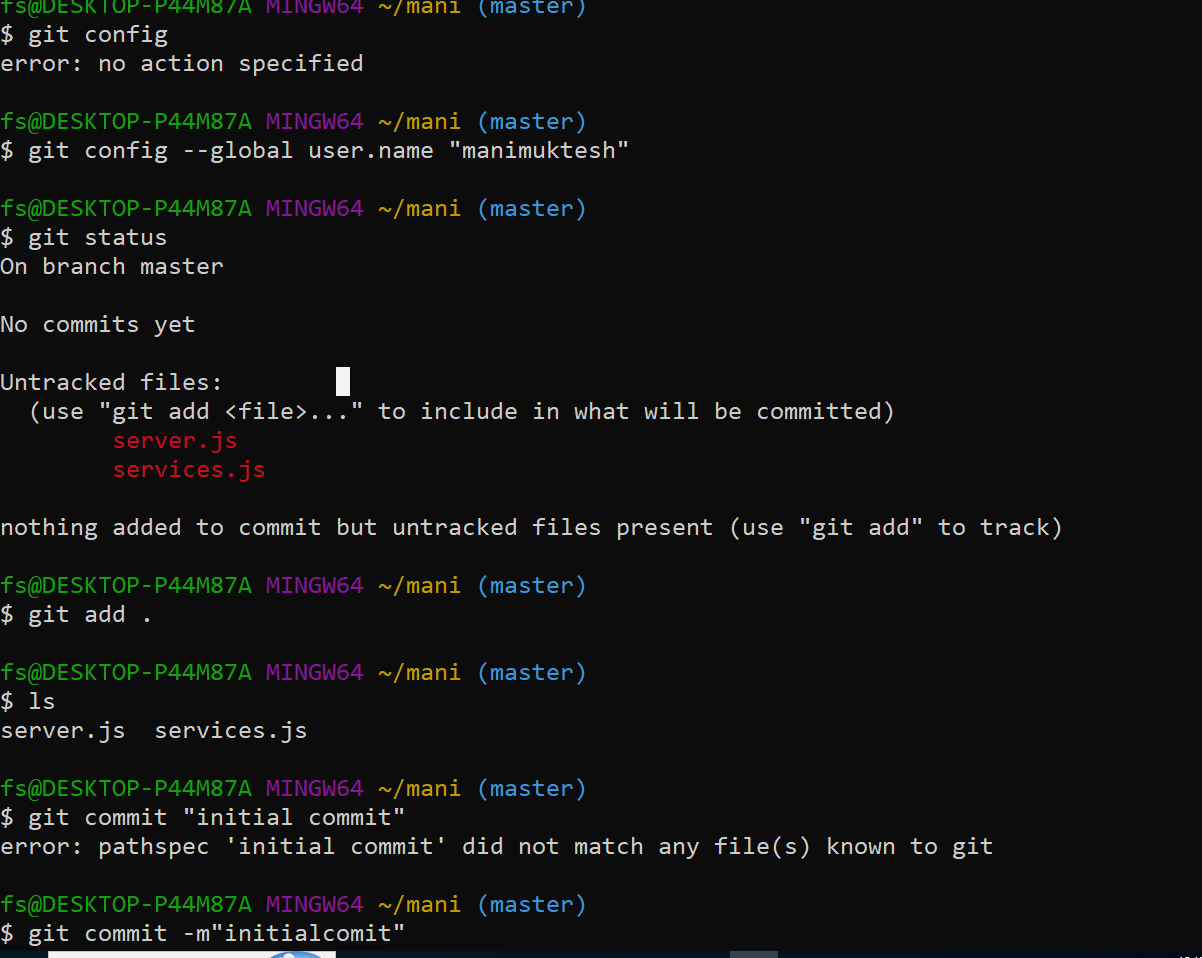 fs@DESKTOP-P44M87A MINGW64 ~/mani (master)
$ git config
error: no action specified
fs@DESKTOP-P44M87A MINGW64 ~/mani (master)
$ git config --global user.name "manimuktesh"
fs@DESKTOP-P44M87A MINGW64 ~/mani (master)
$ git status
On branch master
No commits yet
Untracked files:
(use "git add <file>..." to include in what will be committed)
server.js
services.js
nothing added to commit but untracked files present (use "git add" to track)
fs@DESKTOP-P44M87A MINGW64 ~/mani (master)
$ git add .
fs@DESKTOP-P44M87A MINGW64 ~/mani (master)
$ ls
server.js  services.js
fs@DESKTOP-P44M87A MINGW64 ~/mani (master)
$ git commit "initial commit"
error: pathspec 'initial commit' did not match any file(s) known to git
fs@DESKTOP-P44M87A MINGW64 ~/mani (master)
$ git commit -m"initialcomit"